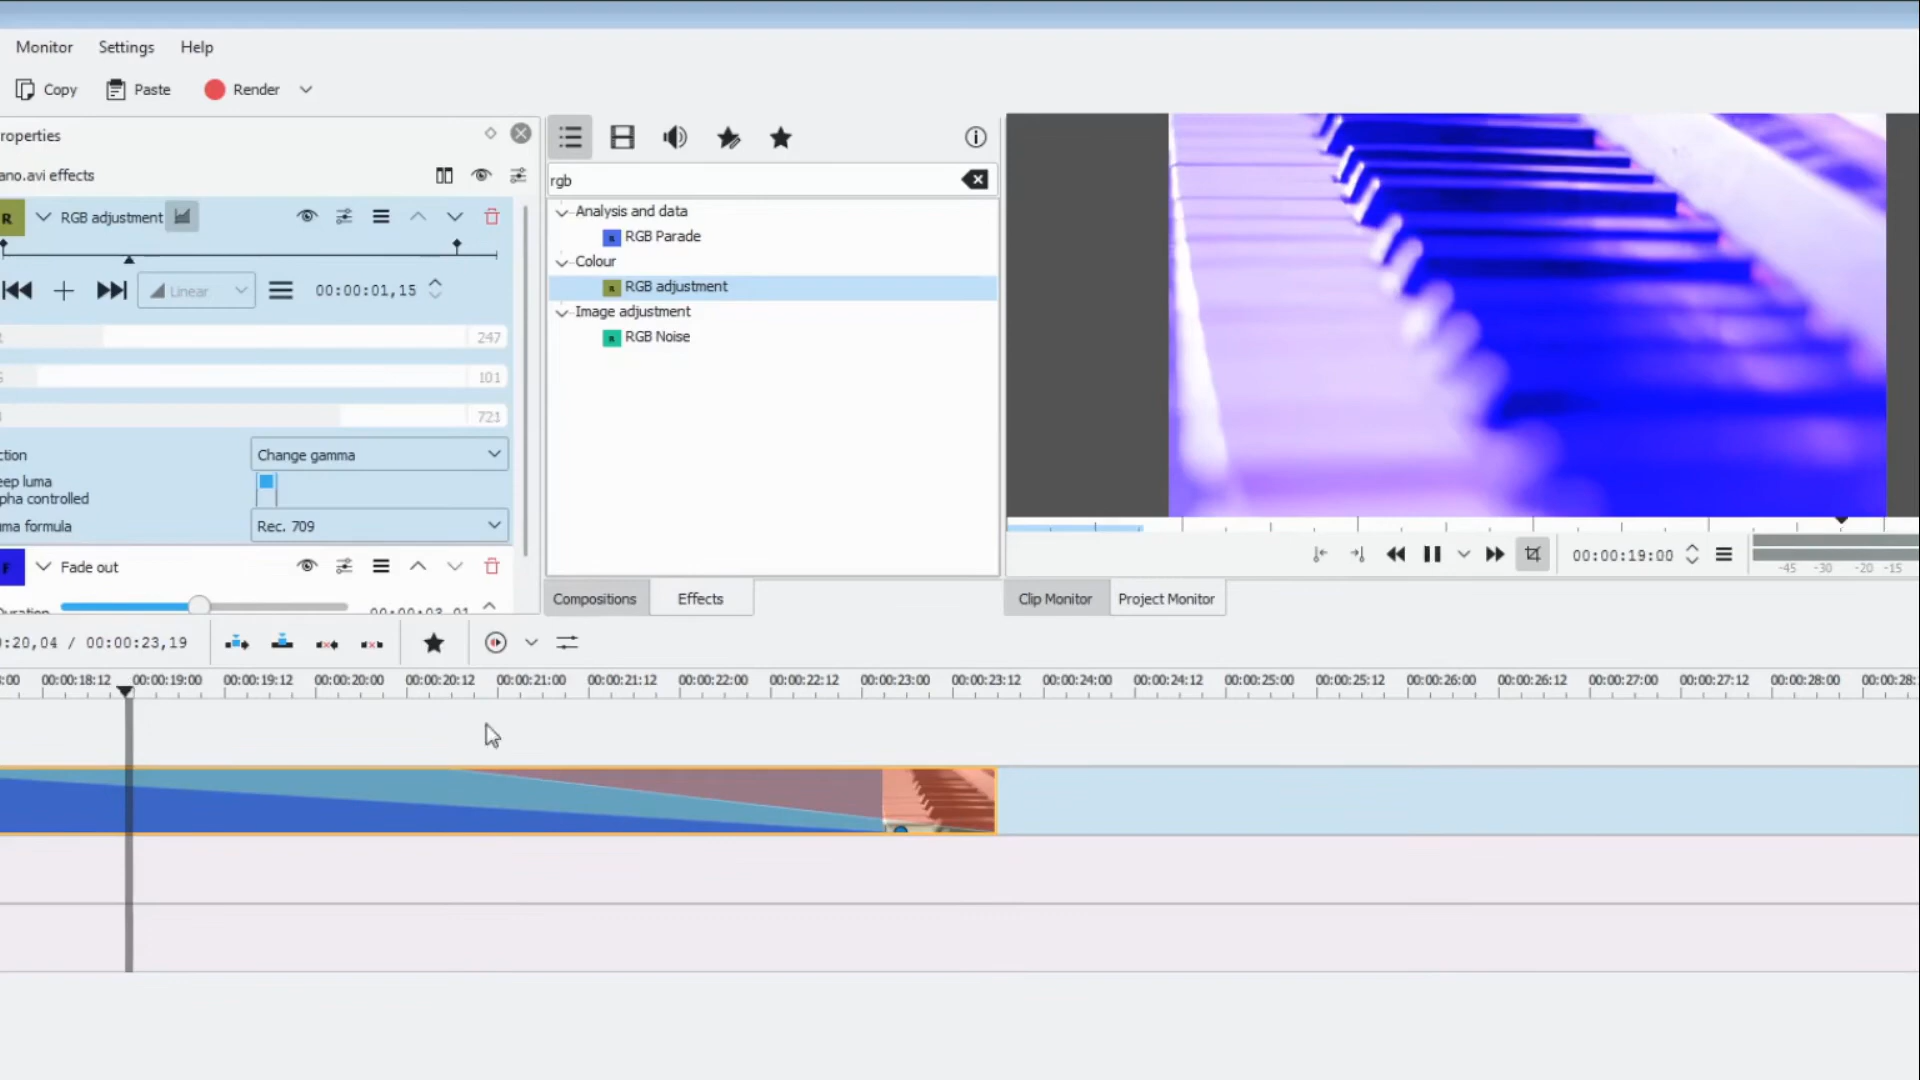 Monitor Settings Help
Copy Paste Render
roperties
ano.avi effects
rgb
R RGB adjustment
Analysis and data
R RGB Parade
Colour
Linear 00:00:01,15
R RGB adjustment
Image adjustment
247
R RGB Noise
101
721
ction Change gamma
eep luma
pha controlled
ma formula Rec. 709
00:00:19:00
-45 -30 -20 -15
F Fade out
Duration 00:00:03,01
Compositions Effects Clip Monitor Project Monitor
:20,04 / 00:00:23,19
:00 00:00:18:12 00:00:19:00 00:00:19:12 00:00:20:00 00:00:20:12 00:00:21:00 00:00:21:12 00:00:22:00 00:00:22:12 00:00:23:00 00:00:23:12 00:00:24:00 00:00:24:12 00:00:25:00 00:00:25:12 00:00:26:00 00:00:26:12 00:00:27:00 00:00:27:12 00:00:28:00 00:00:28: